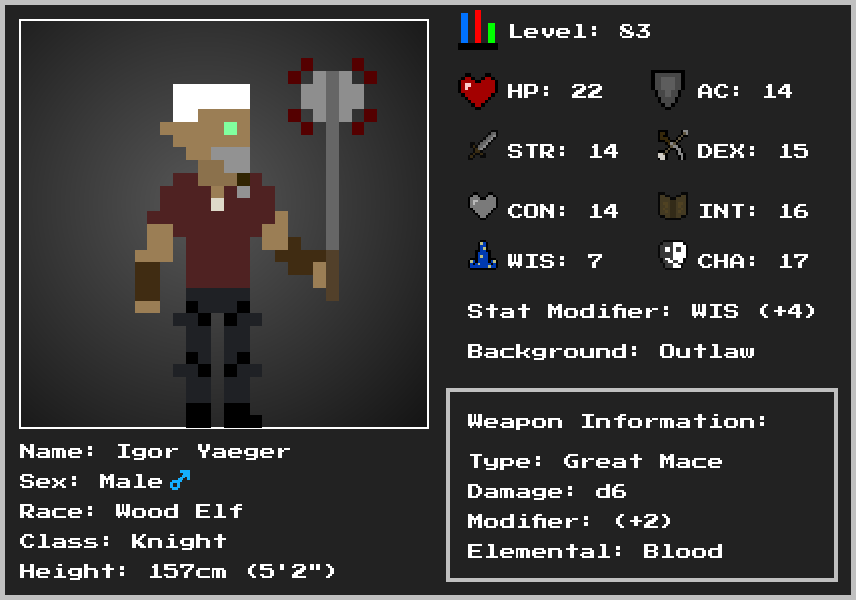 Level: 83
HP: 22
AC: 14
STR: 14
DEX: 15
CON: 14
INT: 16
WIS: 7
CHA: 17
Stat Modifier: WIS (+4)
Background: Outlaw
Name: Igor Yaeger
Sex: Male ♂
Race: Wood Elf
Class: Knight
Height: 157cm (5'2")
Weapon Information:
Type: Great Mace
Damage: d6
Modifier: (+2)
Elemental: Blood